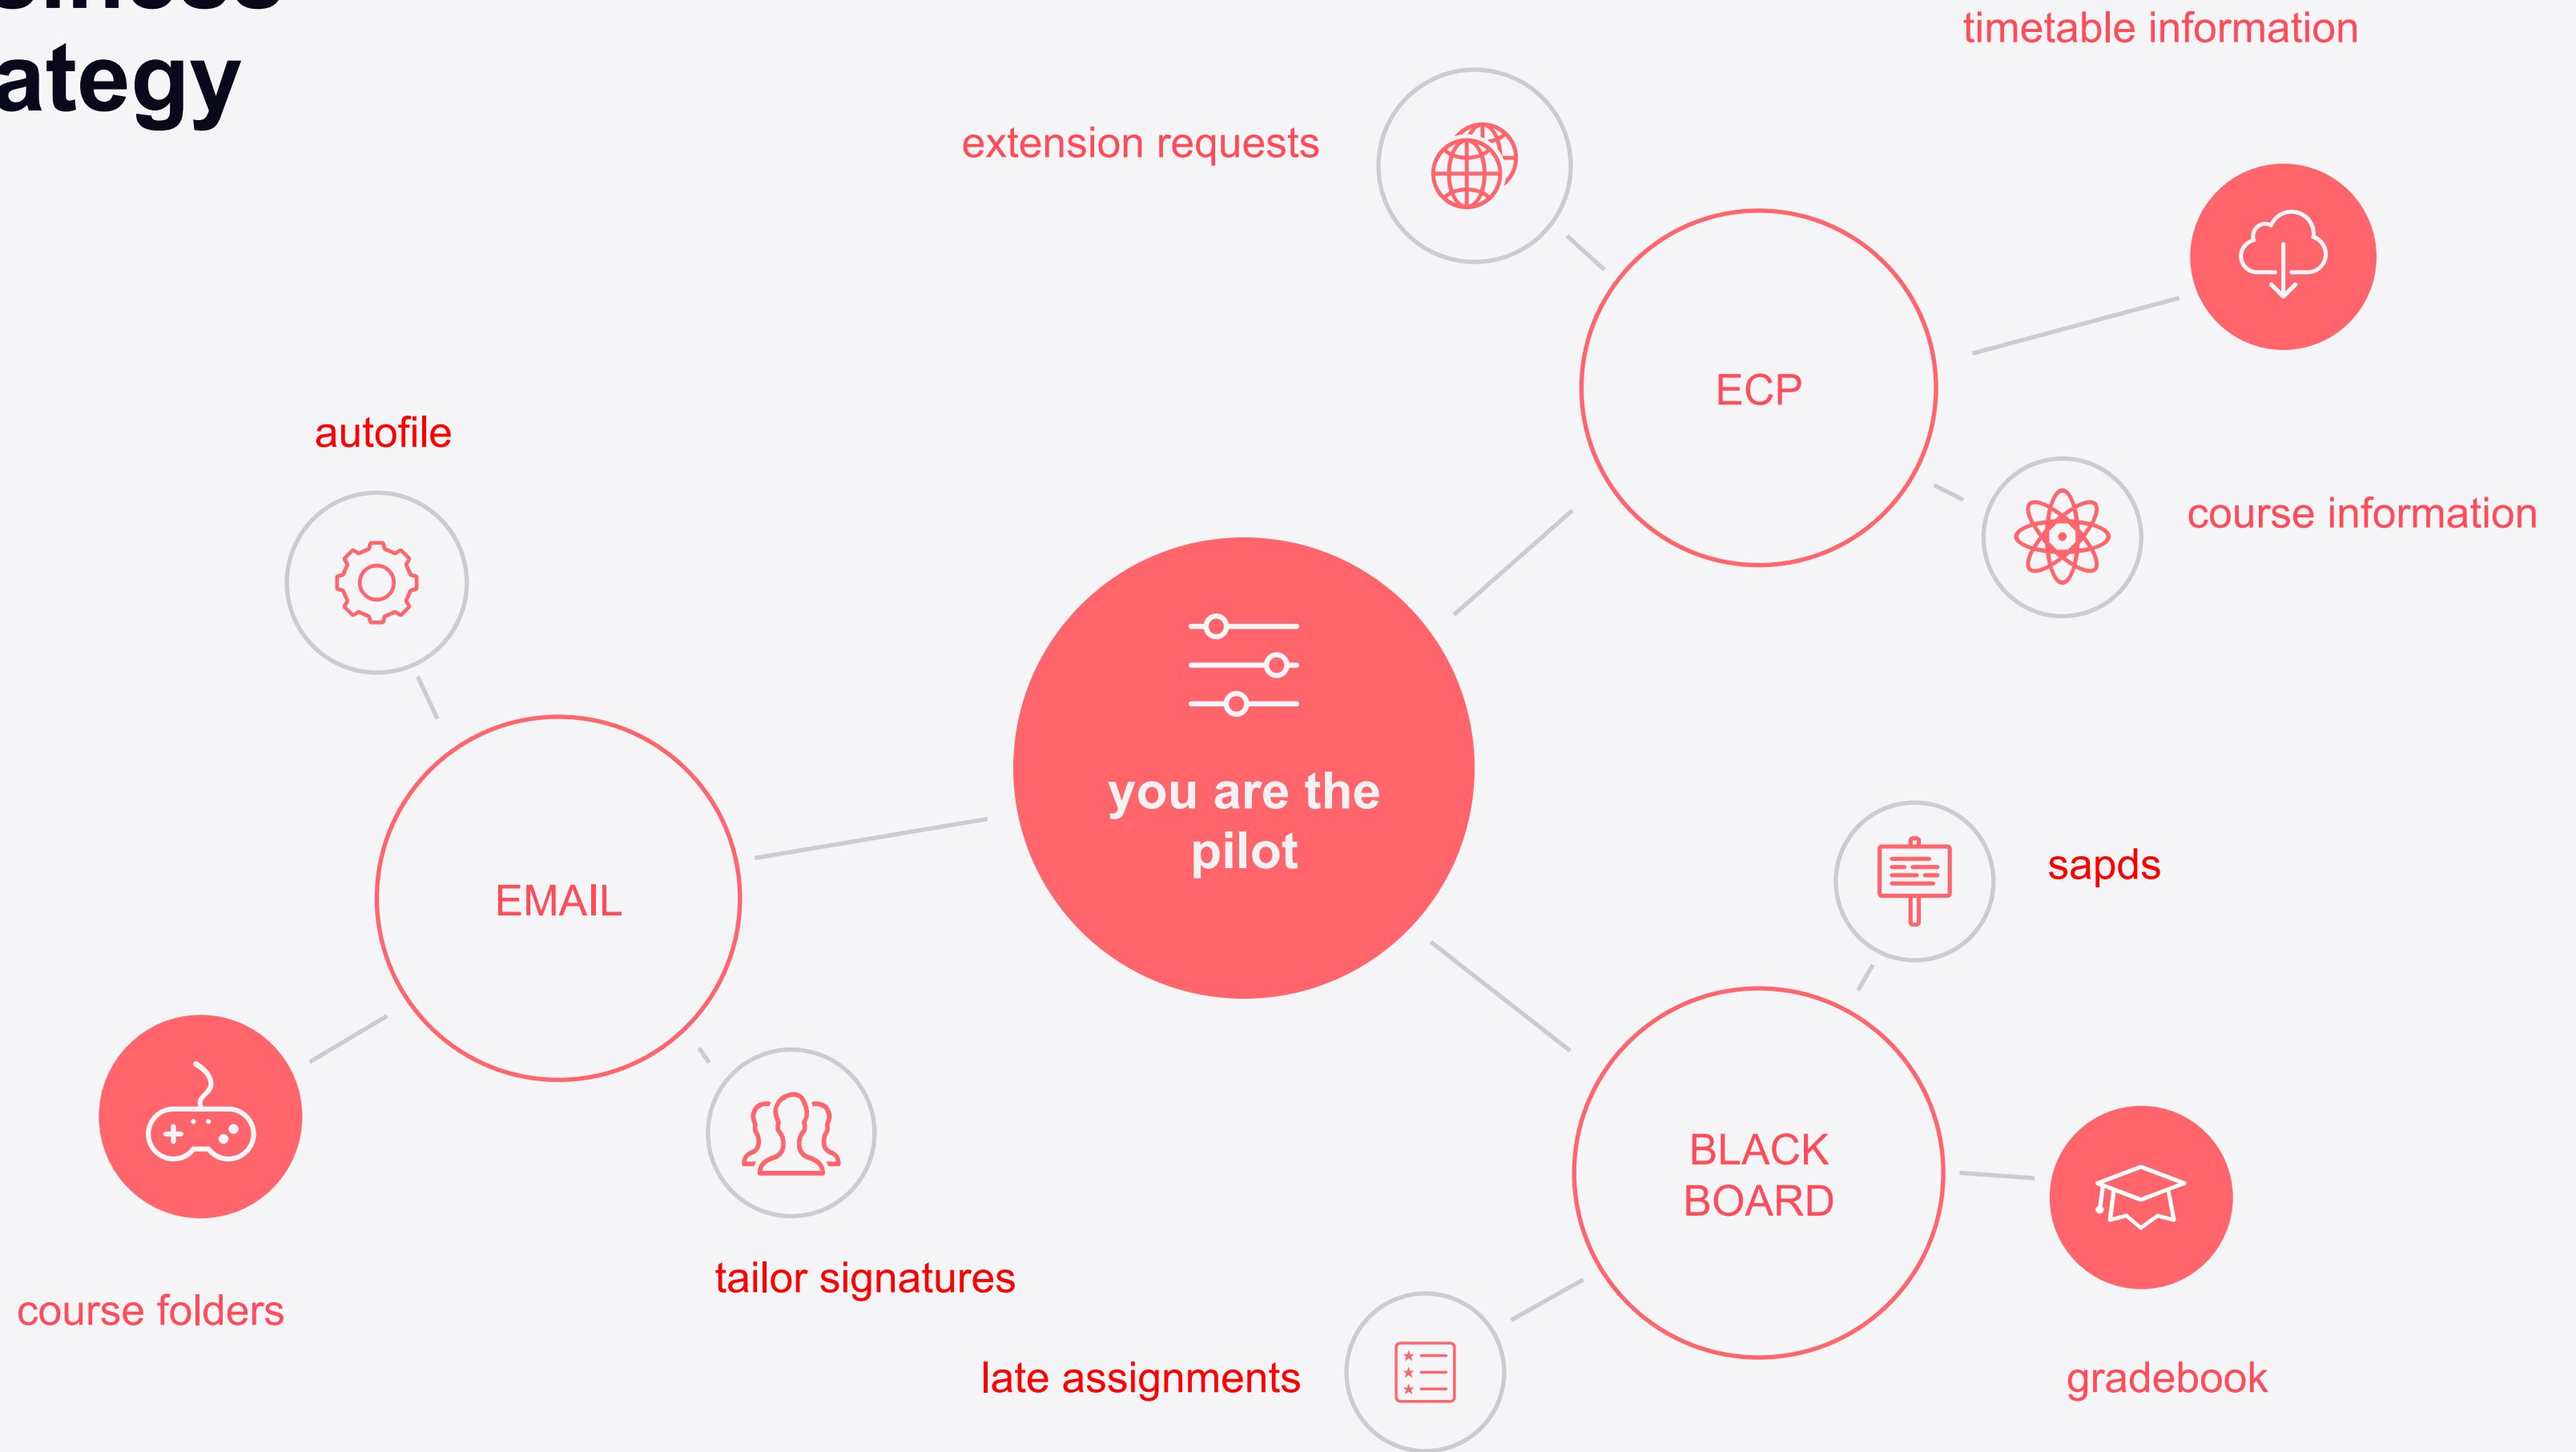 ategy
timetable information
extension requests
ECP
autofile
course information
you are the
pilot
sapds
EMAIL
BLACK
BOARD
tailor signatures
course folders
late assignments
gradebook